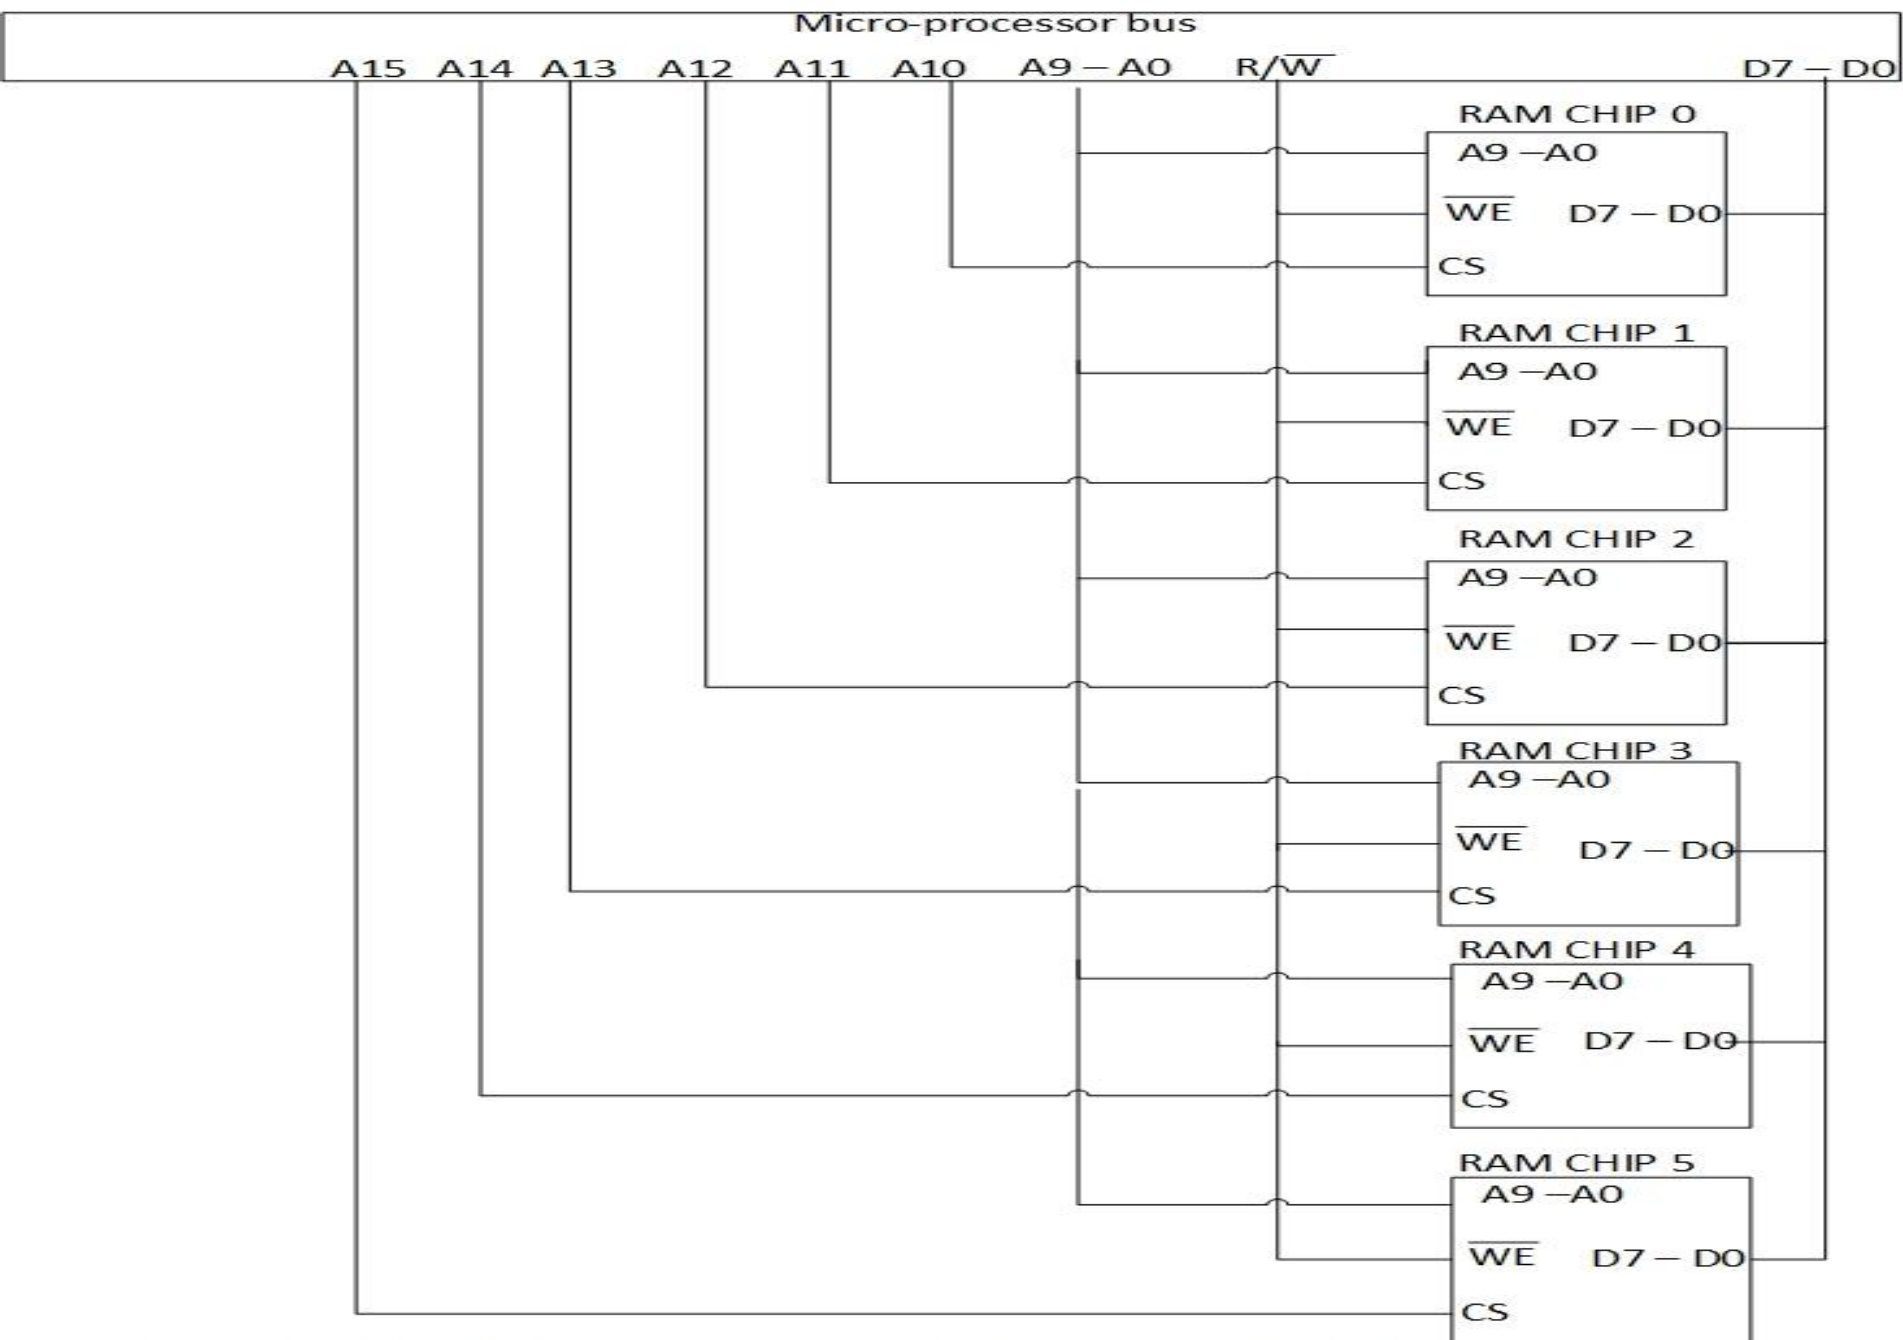 Micro-processor bus
A15 A14 A13 A12 A11 A10 A9 – A0 R/W̅ D7 – D0
RAM CHIP 0
A9 –A0
W̅E̅ D7 – D0
CS
RAM CHIP 1
A9 –A0
W̅E̅ D7 – D0
CS
RAM CHIP 2
A9 –A0
W̅E̅ D7 – D0
CS
RAM CHIP 3
A9 –A0
W̅E̅ D7 – D0
CS
RAM CHIP 4
A9 –A0
W̅E̅ D7 – D0
CS
RAM CHIP 5
A9 –A0
W̅E̅ D7 – D0
CS